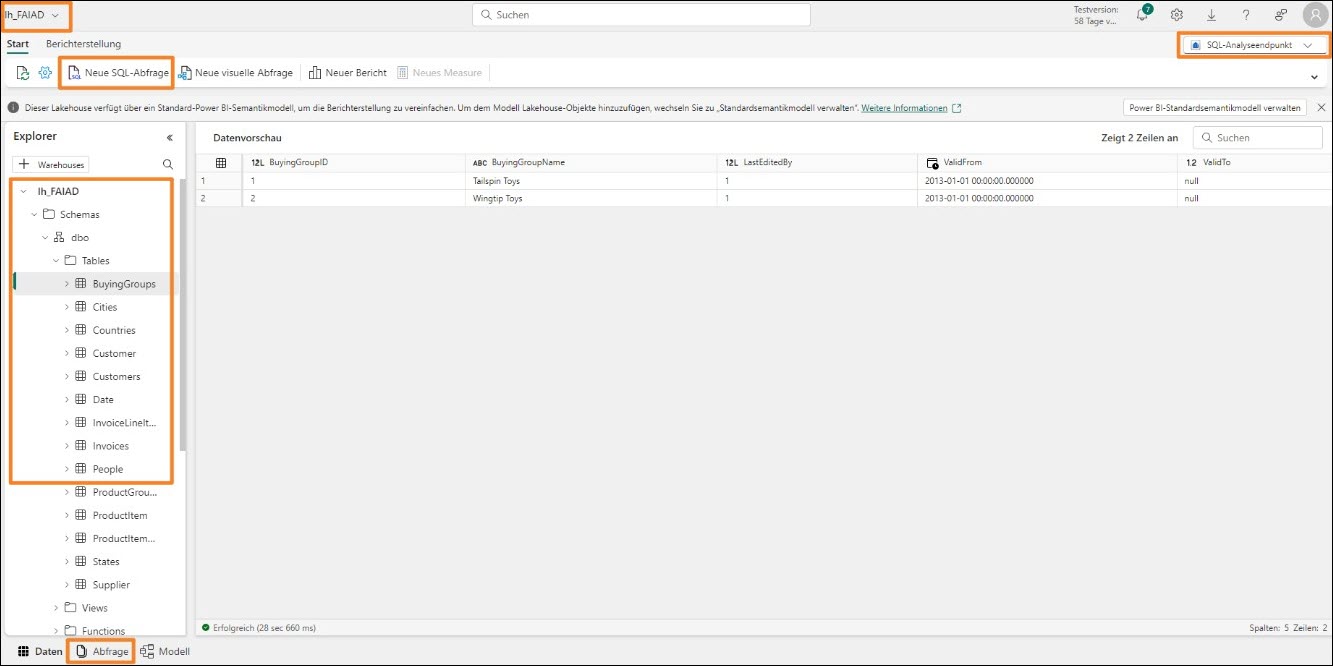 lh_FAIAD
Suchen
Testversion:
58 Tage v...
7
Start
Berichterstellung
SQL-Analyseendpunkt
Neue SQL-Abfrage
Neue visuelle Abfrage
Neuer Bericht
Neues Measure
Dieser Lakehouse verfügt über ein Standard-Power BI-Semantikmodell, um die Berichterstellung zu vereinfachen. Um dem Modell Lakehouse-Objekte hinzuzufügen, wechseln Sie zu „Standardsemantikmodell verwalten“. Weitere Informationen
Power BI-Standardsemantikmodell verwalten
Explorer
Warehouses
lh_FAIAD
Schemas
dbo
Tables
BuyingGroups
Cities
Countries
Customer
Customers
Date
InvoiceLineIt...
Invoices
People
ProductGrou...
ProductItem
ProductItem...
States
Supplier
Views
Functions
Datenvorschau
Zeigt 2 Zeilen an
Suchen
12L BuyingGroupID ABC BuyingGroupName 12L LastEditedBy ValidFrom 1.2 ValidTo
1 1 Tailspin Toys 1 2013-01-01 00:00:00.000000 null
2 2 Wingtip Toys 1 2013-01-01 00:00:00.000000 null
Erfolgreich (28 sec 660 ms)
Spalten: 5 Zeilen: 2
Daten
Abfrage
Modell